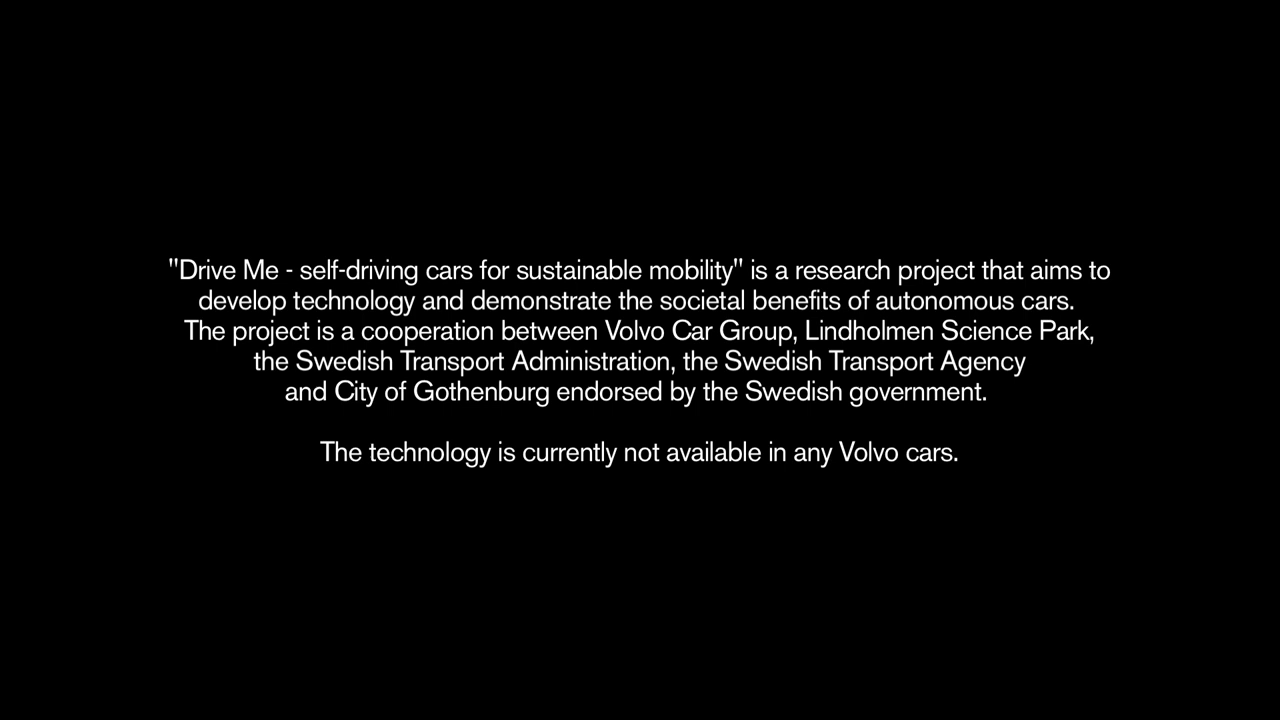 "Drive Me - self-driving cars for sustainable mobility" is a research project that aims to
develop technology and demonstrate the societal benefits of autonomous cars.
The project is a cooperation between Volvo Car Group, Lindholmen Science Park,
the Swedish Transport Administration, the Swedish Transport Agency
and City of Gothenburg endorsed by the Swedish government.
The technology is currently not available in any Volvo cars.